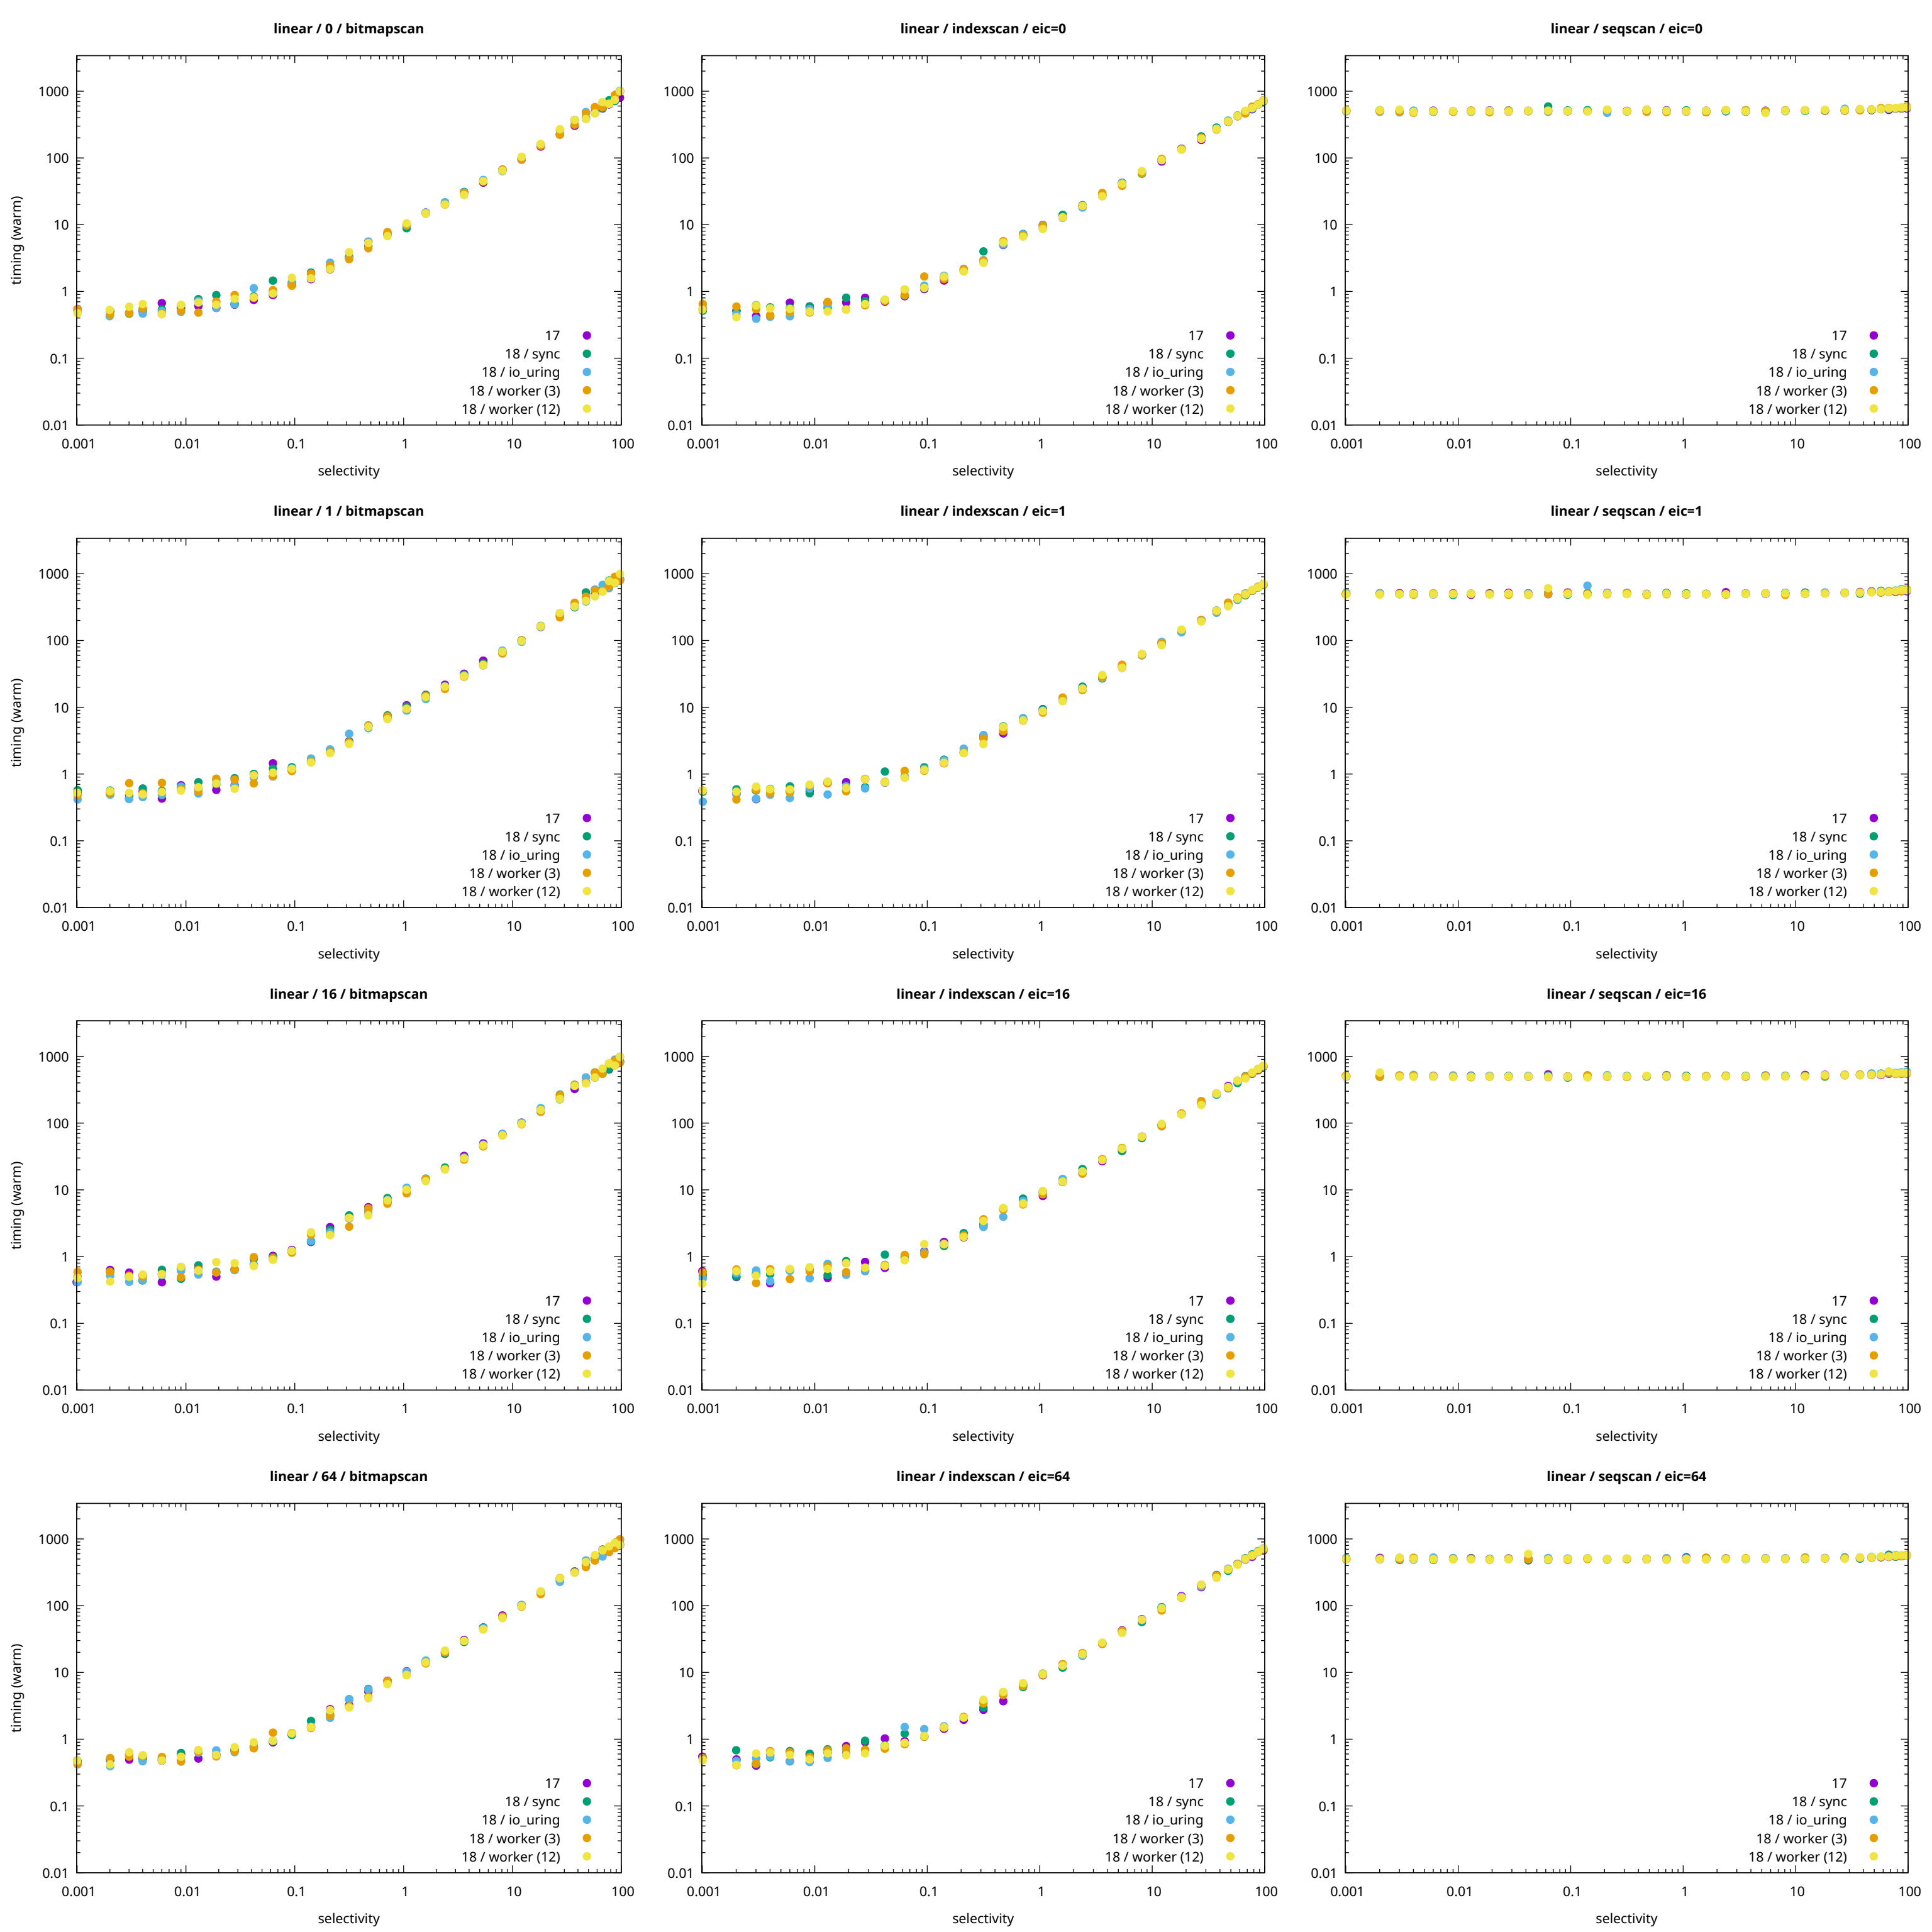 linear / 0 / bitmapscan
timing (warm)
1000
100
10
1
0.1
0.01
17
18 / sync
18 / io_uring
18 / worker (3)
18 / worker (12)
0.001 0.01 0.1 1 10 100
selectivity
linear / indexscan / eic=0
1000
100
10
1
0.1
0.01
17
18 / sync
18 / io_uring
18 / worker (3)
18 / worker (12)
0.001 0.01 0.1 1 10 100
selectivity
linear / seqscan / eic=0
1000
100
10
1
0.1
0.01
17
18 / sync
18 / io_uring
18 / worker (3)
18 / worker (12)
0.001 0.01 0.1 1 10 100
selectivity
linear / 1 / bitmapscan
timing (warm)
1000
100
10
1
0.1
0.01
17
18 / sync
18 / io_uring
18 / worker (3)
18 / worker (12)
0.001 0.01 0.1 1 10 100
selectivity
linear / indexscan / eic=1
1000
100
10
1
0.1
0.01
17
18 / sync
18 / io_uring
18 / worker (3)
18 / worker (12)
0.001 0.01 0.1 1 10 100
selectivity
linear / seqscan / eic=1
1000
100
10
1
0.1
0.01
17
18 / sync
18 / io_uring
18 / worker (3)
18 / worker (12)
0.001 0.01 0.1 1 10 100
selectivity
linear / 16 / bitmapscan
timing (warm)
1000
100
10
1
0.1
0.01
17
18 / sync
18 / io_uring
18 / worker (3)
18 / worker (12)
0.001 0.01 0.1 1 10 100
selectivity
linear / indexscan / eic=16
1000
100
10
1
0.1
0.01
17
18 / sync
18 / io_uring
18 / worker (3)
18 / worker (12)
0.001 0.01 0.1 1 10 100
selectivity
linear / seqscan / eic=16
1000
100
10
1
0.1
0.01
17
18 / sync
18 / io_uring
18 / worker (3)
18 / worker (12)
0.001 0.01 0.1 1 10 100
selectivity
linear / 64 / bitmapscan
timing (warm)
1000
100
10
1
0.1
0.01
17
18 / sync
18 / io_uring
18 / worker (3)
18 / worker (12)
0.001 0.01 0.1 1 10 100
selectivity
linear / indexscan / eic=64
1000
100
10
1
0.1
0.01
17
18 / sync
18 / io_uring
18 / worker (3)
18 / worker (12)
0.001 0.01 0.1 1 10 100
selectivity
linear / seqscan / eic=64
1000
100
10
1
0.1
0.01
17
18 / sync
18 / io_uring
18 / worker (3)
18 / worker (12)
0.001 0.01 0.1 1 10 100
selectivity